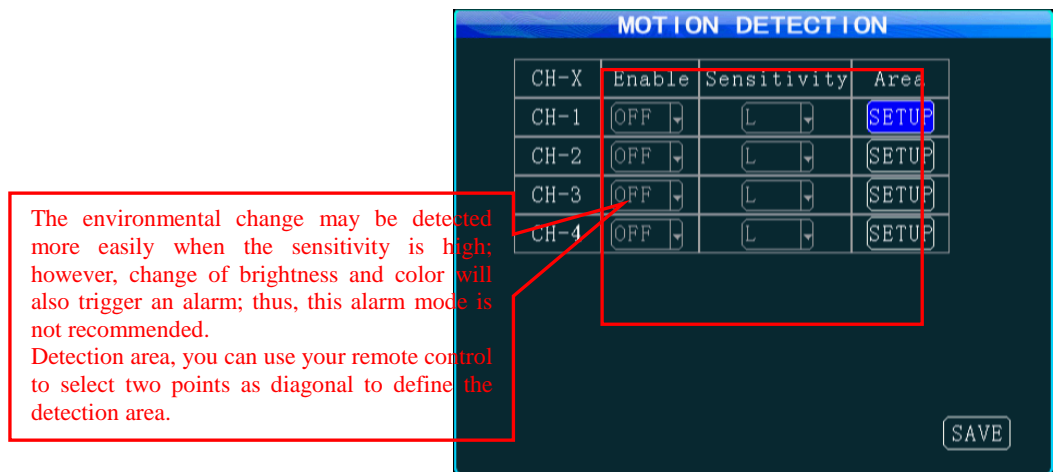 MOTION DETECTION
CH-X Enable Sensitivity Area
CH-1 OFF L SETUP
CH-2 OFF L SETUP
CH-3 OFF L SETUP
CH-4 OFF L SETUP
The environmental change may be detected
more easily when the sensitivity is high;
however, change of brightness and color will
also trigger an alarm; thus, this alarm mode is
not recommended.
Detection area, you can use your remote control
to select two points as diagonal to define the
detection area.
SAVE